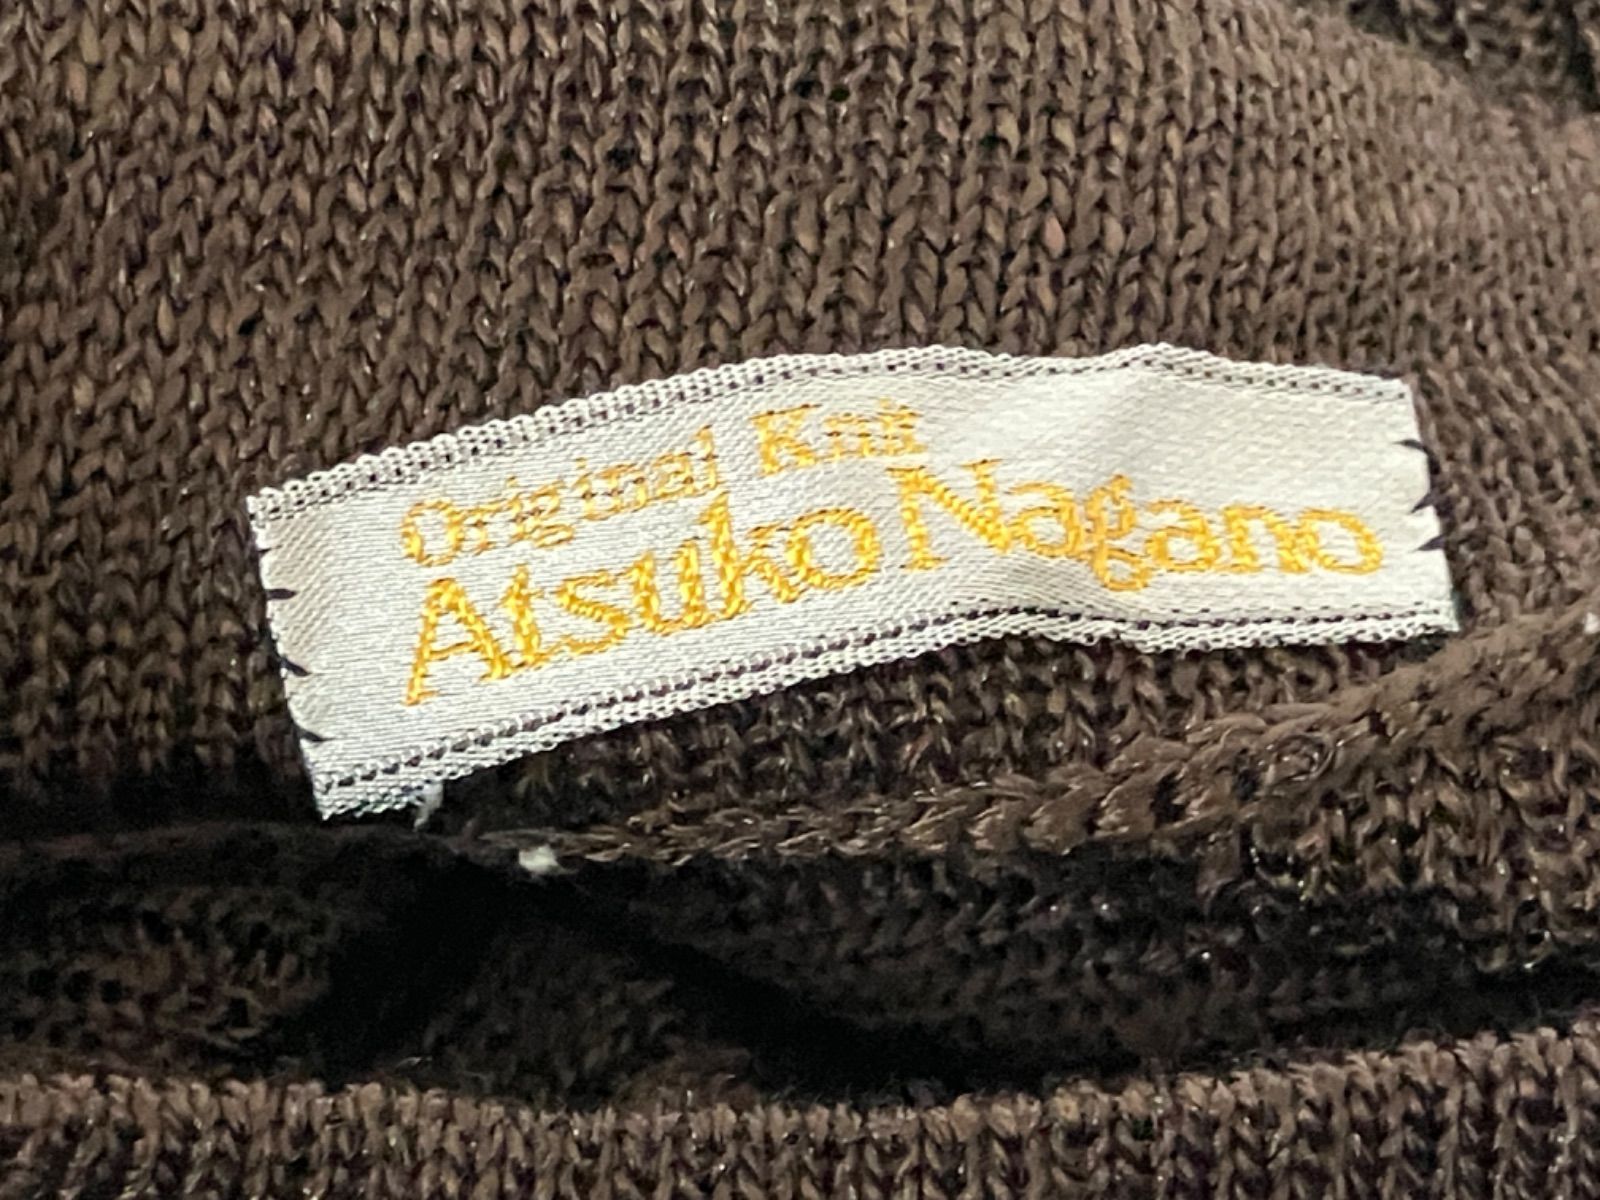 Original Knit
Atsuko Nagano